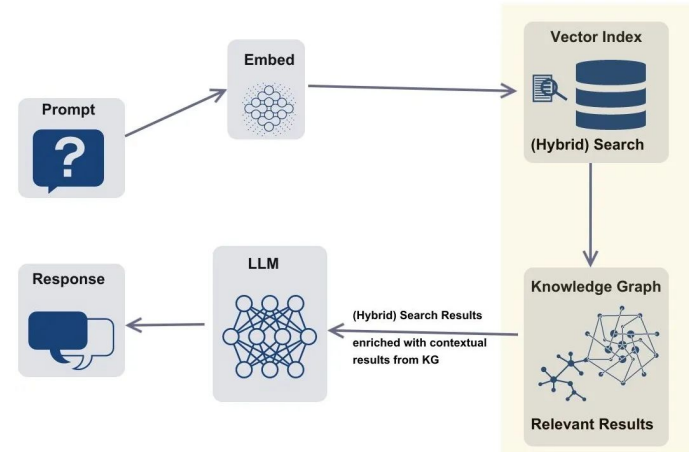 Prompt
?
Embed
Vector Index
(Hybrid) Search
Knowledge Graph
Relevant Results
(Hybrid) Search Results
enriched with contextual
results from KG
LLM
Response